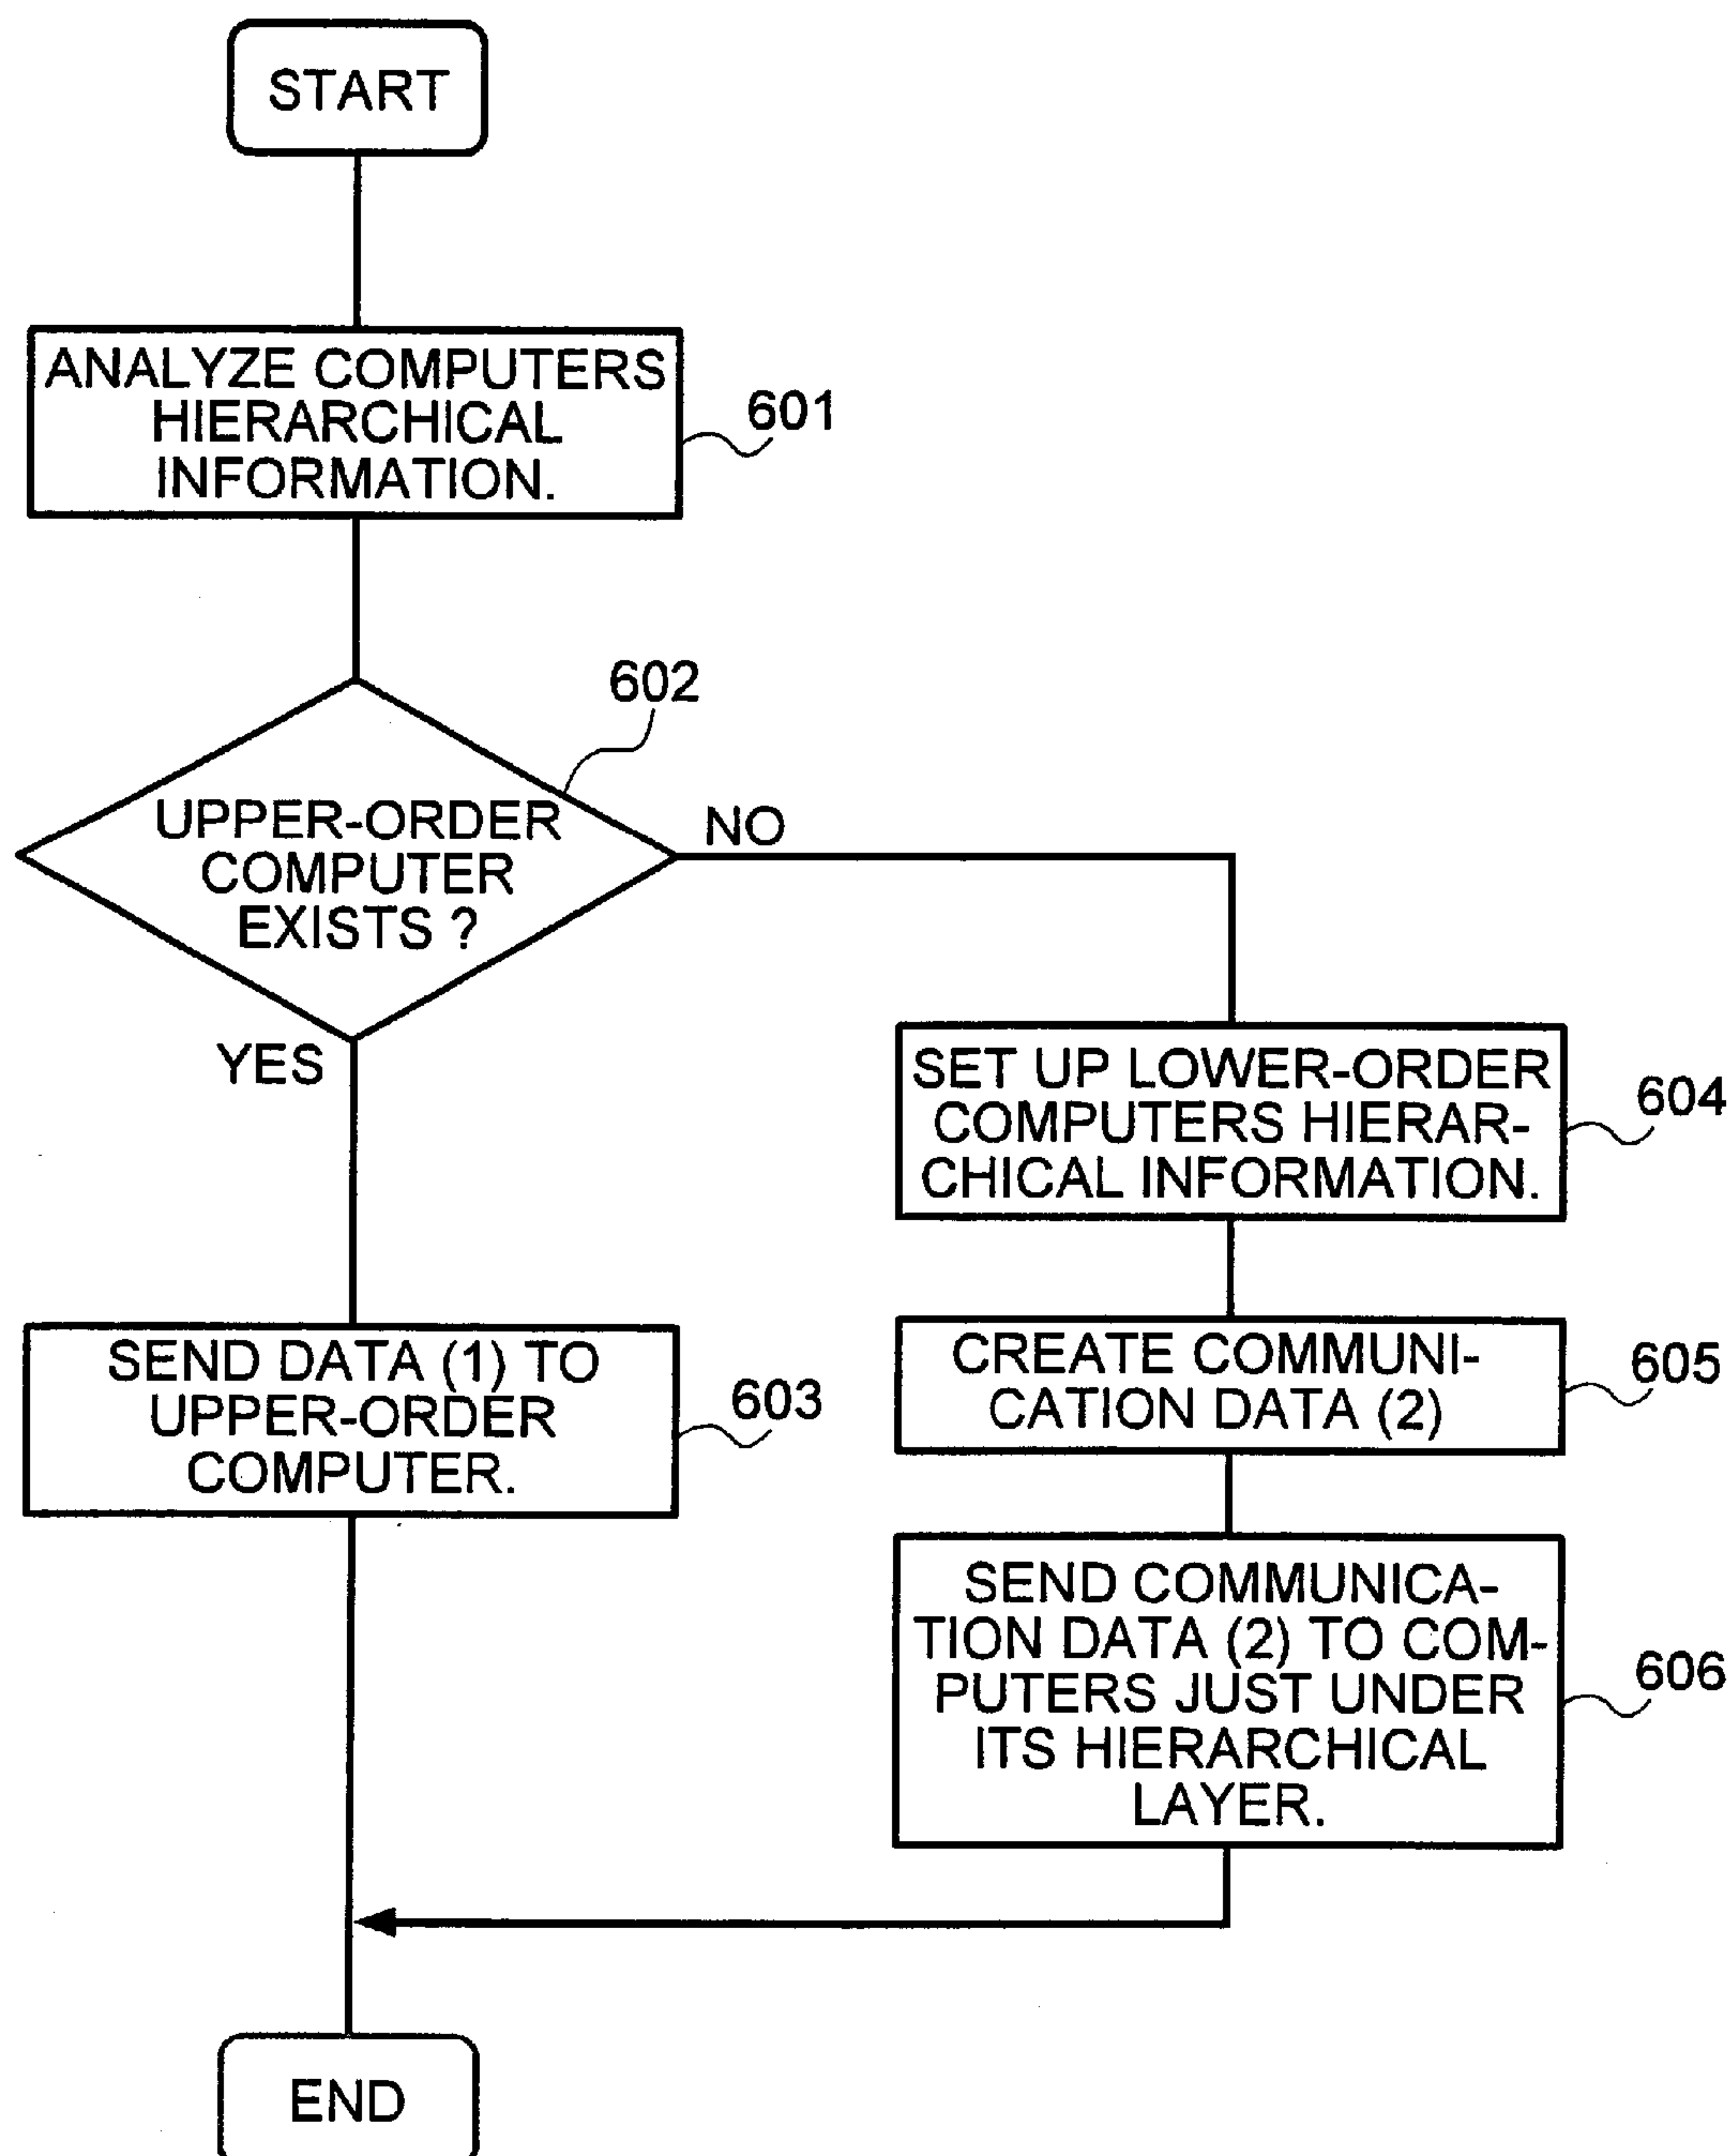 START
ANALYZE COMPUTERS
HIERARCHICAL
INFORMATION.
601
602
UPPER-ORDER
COMPUTER
EXISTS ?
NO
YES
SET UP LOWER-ORDER
COMPUTERS HIERAR-
CHICAL INFORMATION.
604
SEND DATA (1) TO
UPPER-ORDER
COMPUTER.
603
CREATE COMMUNI-
CATION DATA (2)
605
SEND COMMUNICA-
TION DATA (2) TO COM-
PUTERS JUST UNDER
ITS HIERARCHICAL
LAYER.
606
END